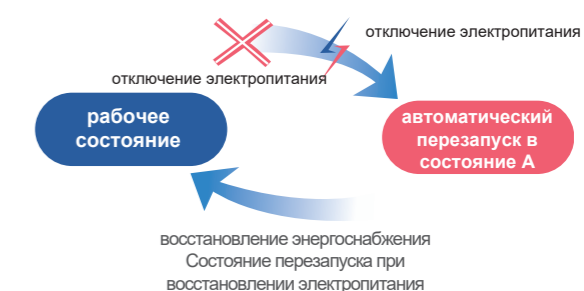 отключение электропитания
отключение электропитания
рабочее
состояние
автоматический
перезапуск в
состояние А
восстановление энергоснабжения
Состояние перезапуска при
восстановлении электропитания